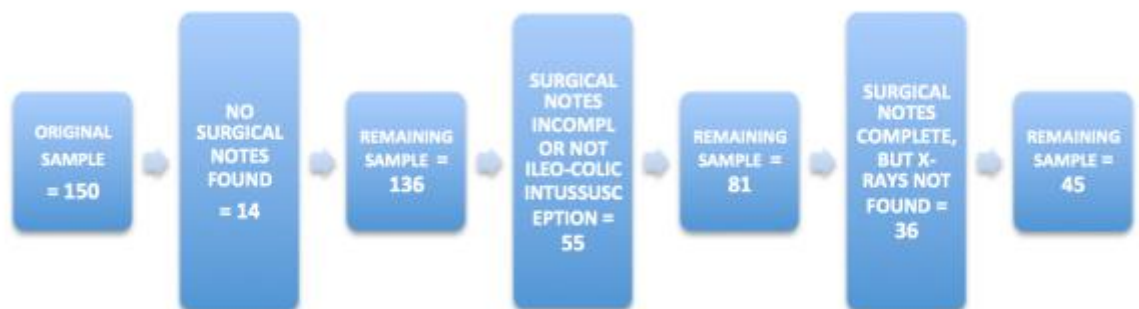 ORIGINAL
SAMPLE
= 150
NO
SURGICAL
NOTES
FOUND
= 14
REMAINING
SAMPLE =
136
SURGICAL
NOTES
INCOMPL
OR NOT
ILEO-COLIC
INTUSSUSC
EPTION =
55
REMAINING
SAMPLE =
81
SURGICAL
NOTES
COMPLETE,
BUT X-
RAYS NOT
FOUND =
36
REMAINING
SAMPLE =
45